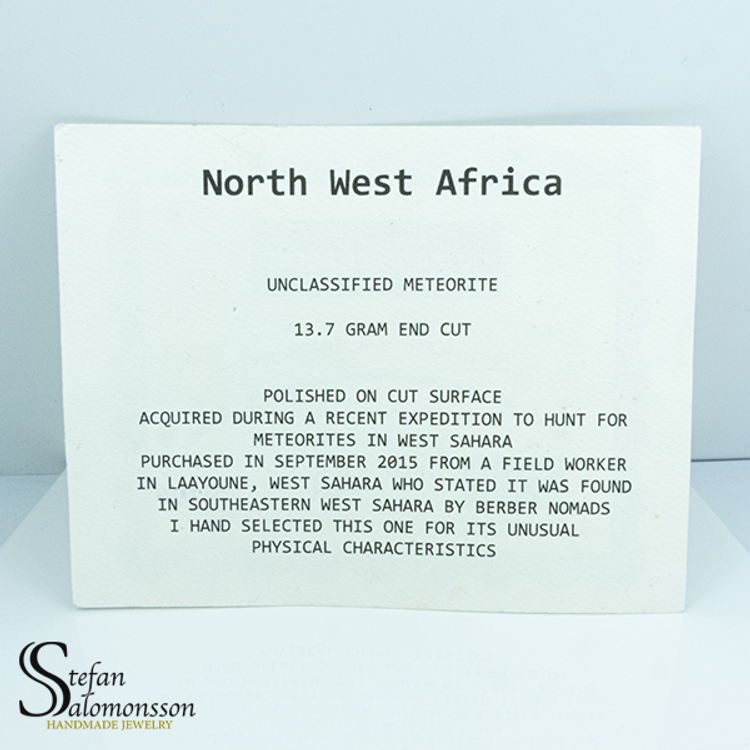 North West Africa
UNCLASSIFIED METEORITE
13.7 GRAM END CUT
POLISHED ON CUT SURFACE
ACQUIRED DURING A RECENT EXPEDITION TO HUNT FOR
METEORITES IN WEST SAHARA
PURCHASED IN SEPTEMBER 2015 FROM A FIELD WORKER
IN LAAYOUNE, WEST SAHARA WHO STATED IT WAS FOUND
IN SOUTHEASTERN WEST SAHARA BY BERBER NOMADS
I HAND SELECTED THIS ONE FOR ITS UNUSUAL
PHYSICAL CHARACTERISTICS
Stefan
Salomonsson
HANDMADE JEWELRY